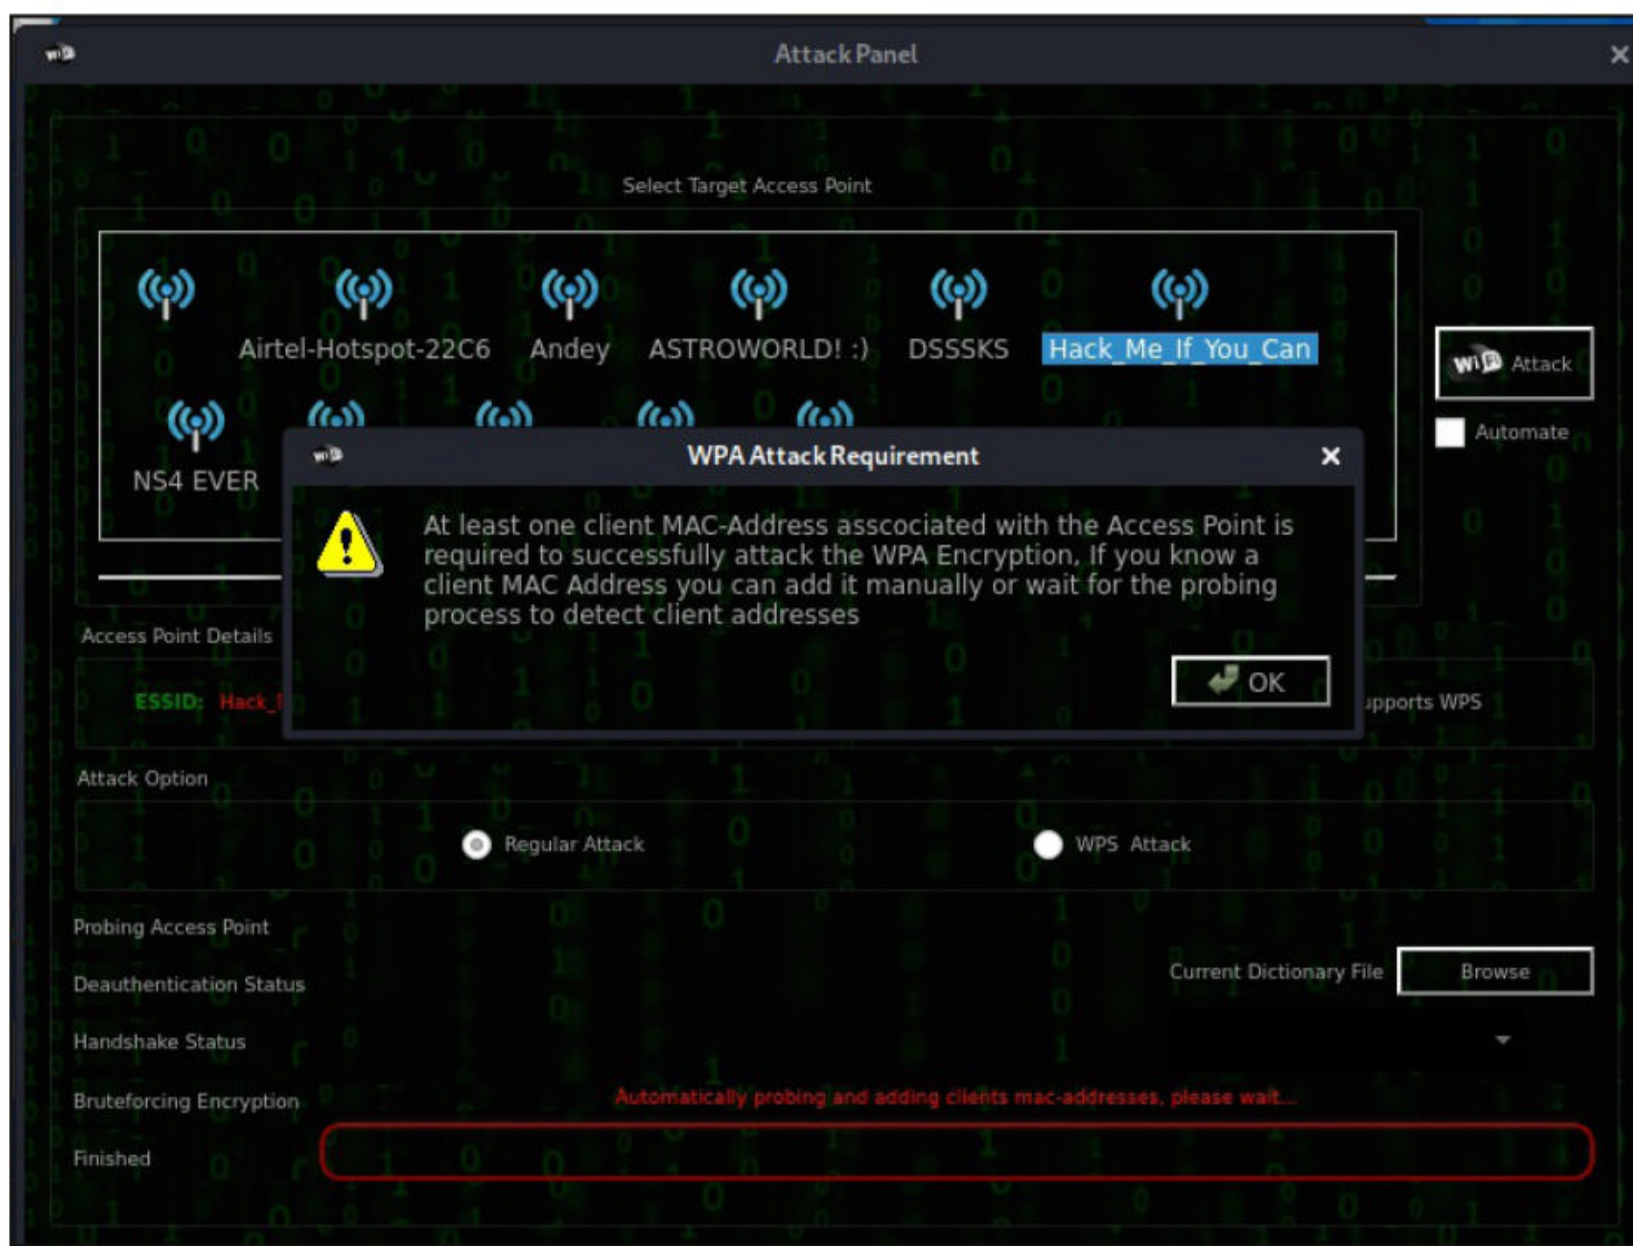 Attack Panel
Select Target Access Point
Airtel-Hotspot-22C6 Andey ASTROWORLD! :) DSSSKS Hack_Me_If_You_Can
WiFi Attack
Automate
NS4 EVER
WPA Attack Requirement
At least one client MAC-Address asscociated with the Access Point is
required to successfully attack the WPA Encryption, If you know a
client MAC Address you can add it manually or wait for the probing
process to detect client addresses
OK
Access Point Details
ESSID: Hack_
WPS
Attack Option
Regular Attack WPS Attack
Probing Access Point
Deauthentication Status
Current Dictionary File Browse
Handshake Status
Bruteforcing Encryption
Automatically probing and adding clients mac-addresses, please wait...
Finished